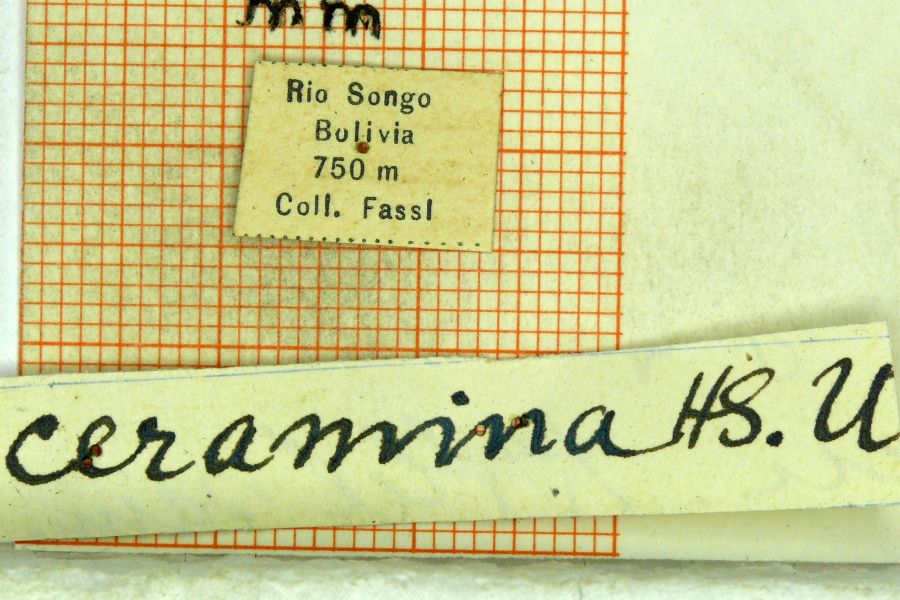 mm
Rio Songo
Bolivia
750 m
Coll. Fassl
ceramina HS. U